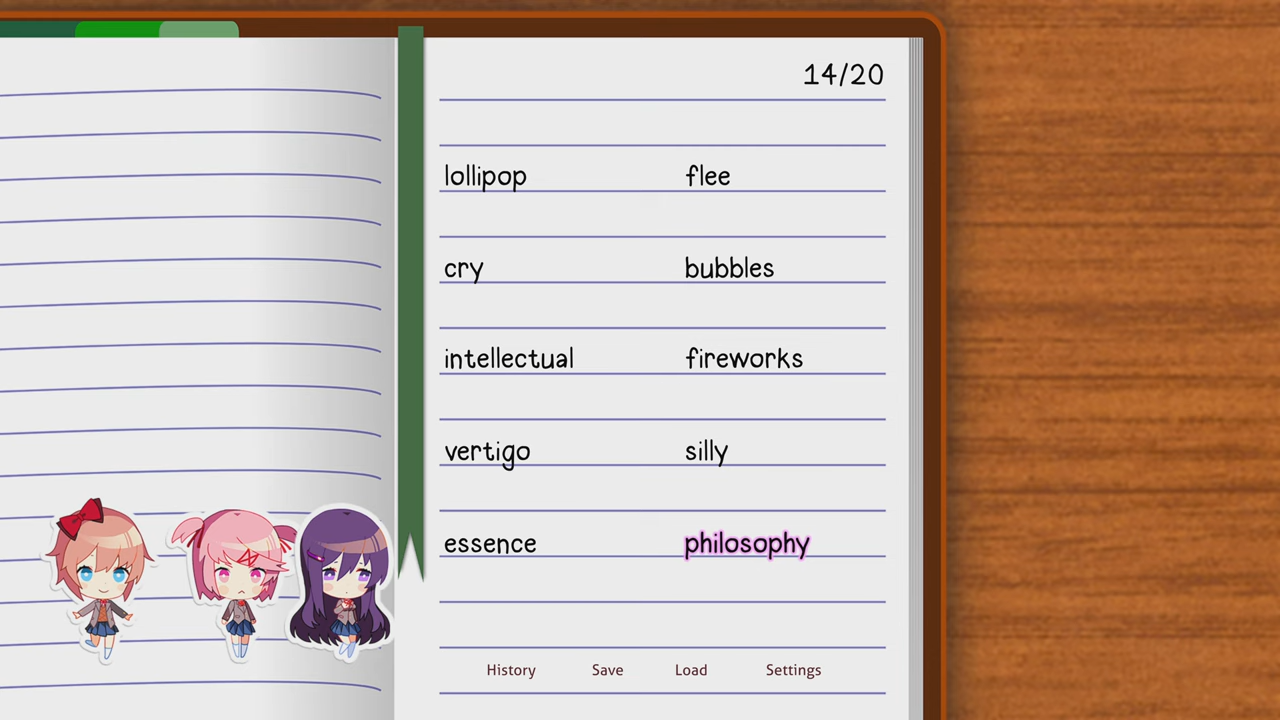 14/20
lollipop flee
cry bubbles
intellectual fireworks
vertigo silly
essence philosophy
History Save Load Settings